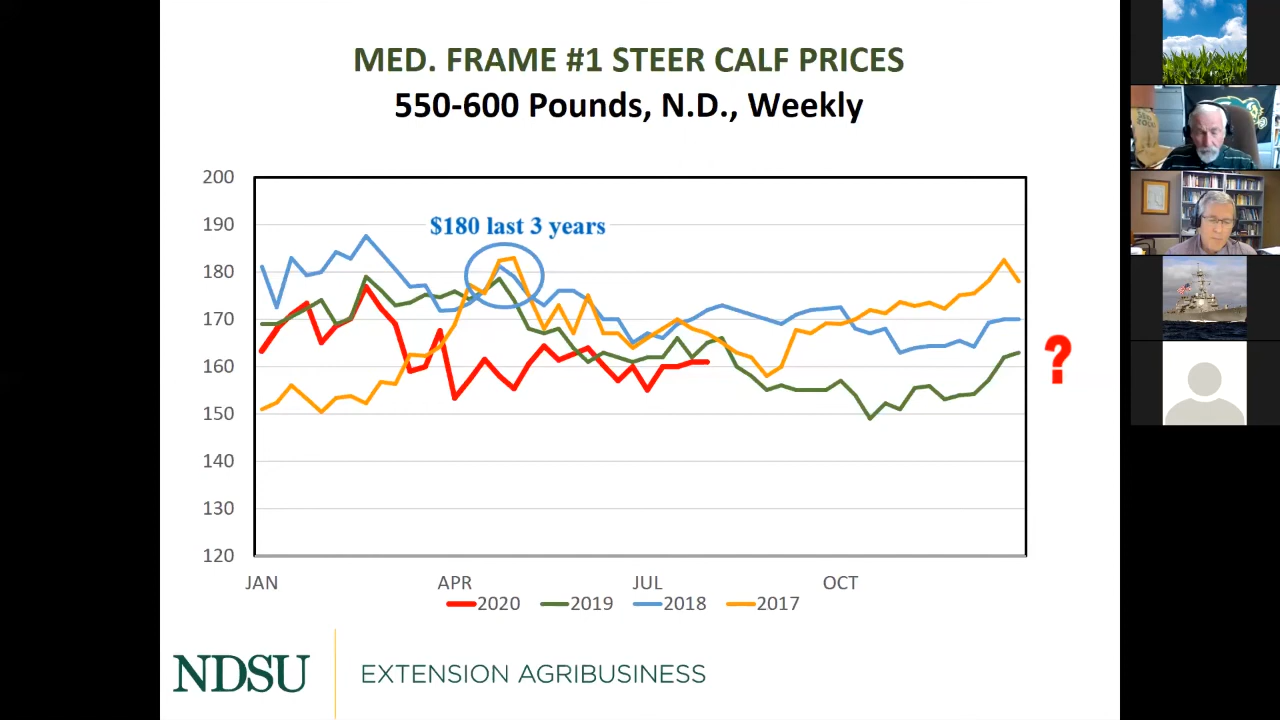 MED. FRAME #1 STEER CALF PRICES
550-600 Pounds, N.D., Weekly
200
190
180
170
160
150
140
130
120
$180 last 3 years
?
JAN
APR
JUL
OCT
2020
2019
2018
2017
NDSU
EXTENSION AGRIBUSINESS